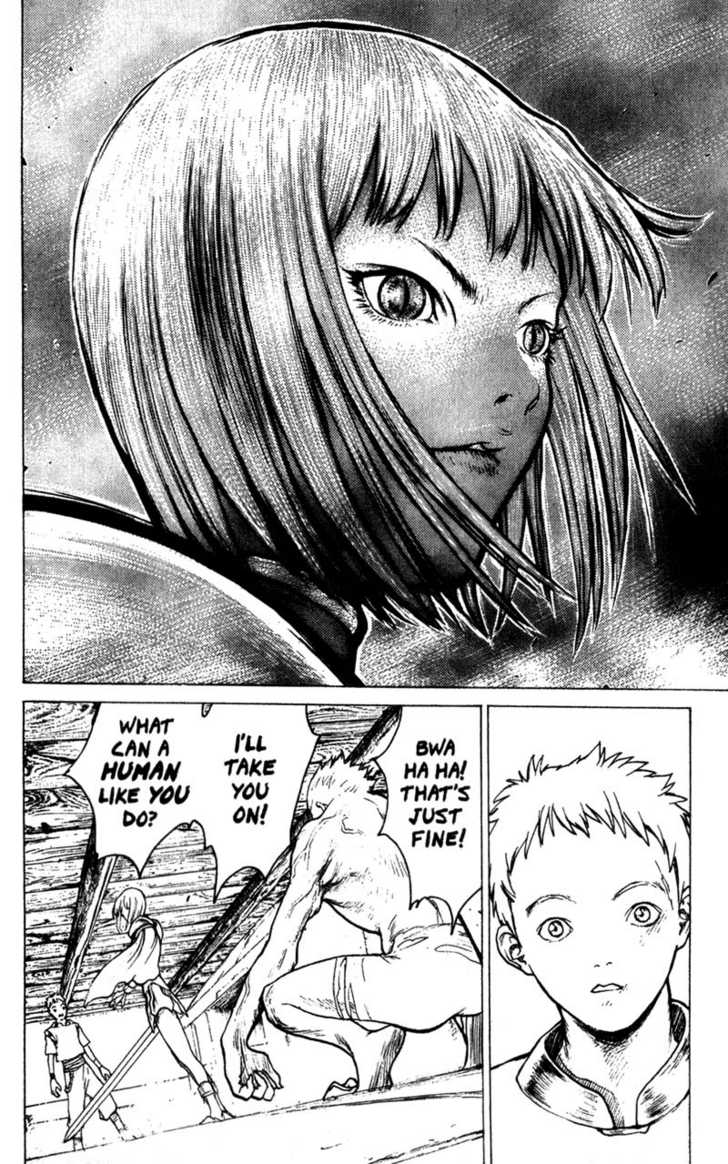 BWA
HA HA!
THAT'S
JUST
FINE!
I'LL
TAKE
YOU
ON!
WHAT
CAN A
HUMAN
LIKE YOU
DO?